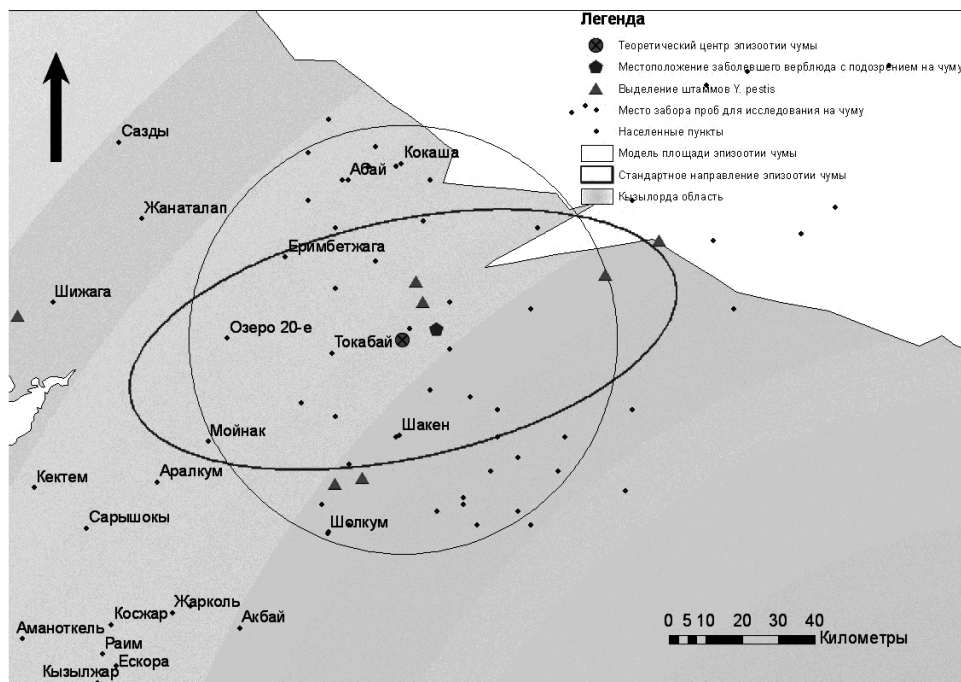 Легенда
Теоретический центр эпизоотии чумы
Местоположение заболевшего верблюда с подозрением на чуму
Выделение штаммов Y. pestis
Место забора проб для исследования на чуму
Населенные пункты
Модель площади эпизоотии чумы
Стандартное направление эпизоотии чумы
Кызылорда область
Сазды
Кокаша
Абай
Жанаталап
Еримбетжага
Шижага
Озеро 20-е
Токабай
Мойнак
Шакен
Аралкум
Кектем
Сарышокы
Шелкум
Жарколь
Косжар
Акбай
Аманоткель
Раим
Ескора
Кызылжар
0 5 10 20 30 40
Километры